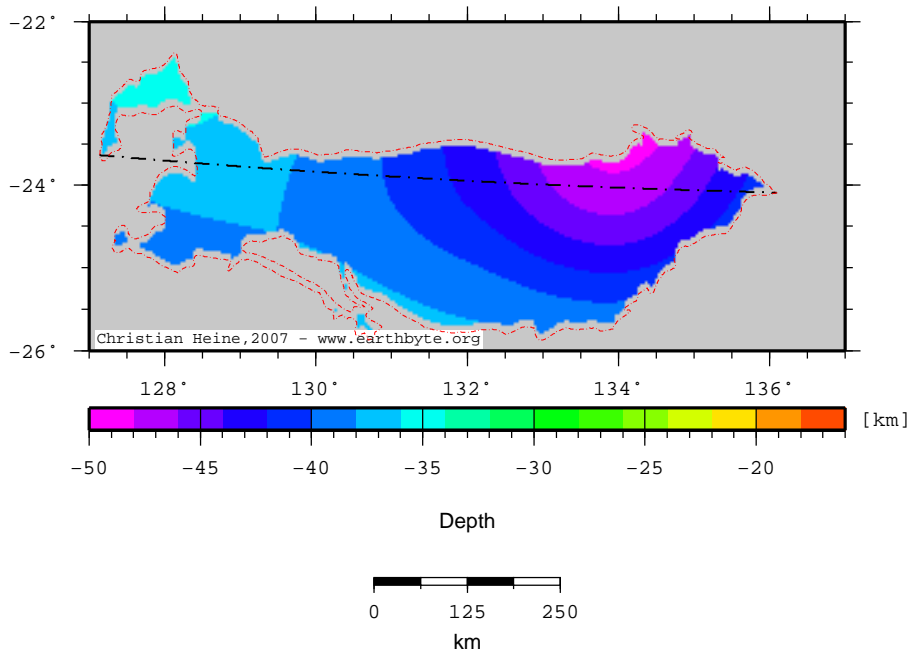 −22°
−24°
−26°
Christian Heine,2007 − www.earthbyte.org
128° 130° 132° 134° 136°
[km]
−50 −45 −40 −35 −30 −25 −20
Depth
0 125 250
km